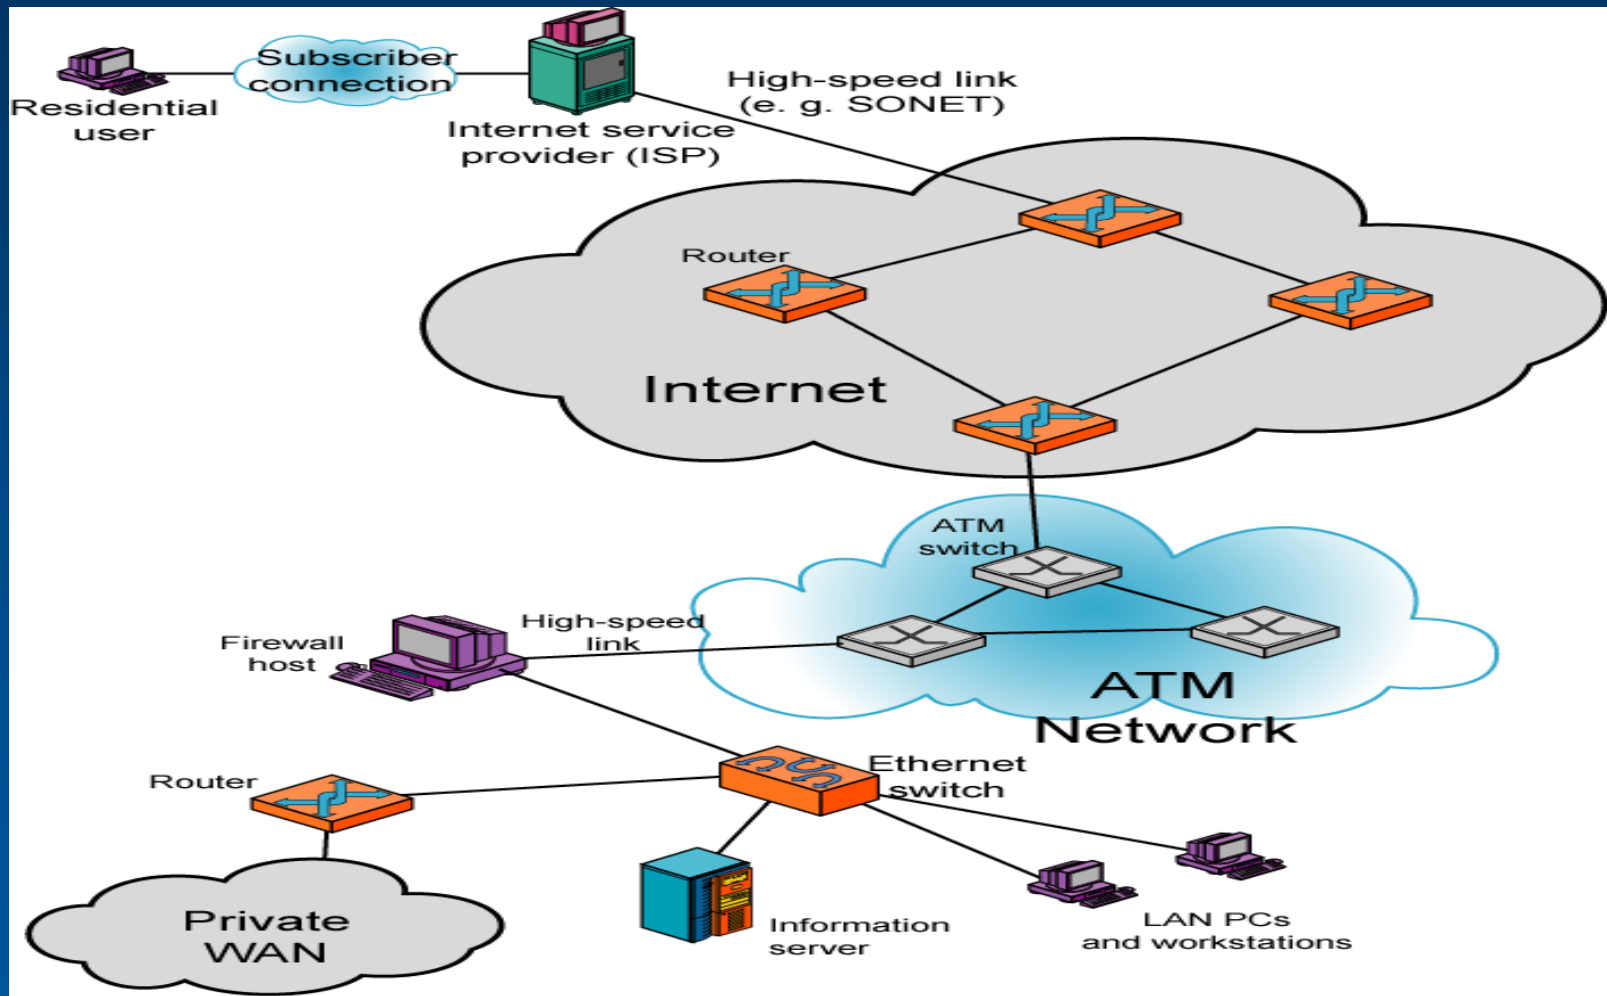 Subscriber
connection
Residential
user
Internet service
provider (ISP)
High-speed link
(e. g. SONET)
Router
Internet
ATM
switch
High-speed
link
Firewall
host
ATM
Network
Ethernet
switch
Router
Private
WAN
Information
server
LAN PCs
and workstations